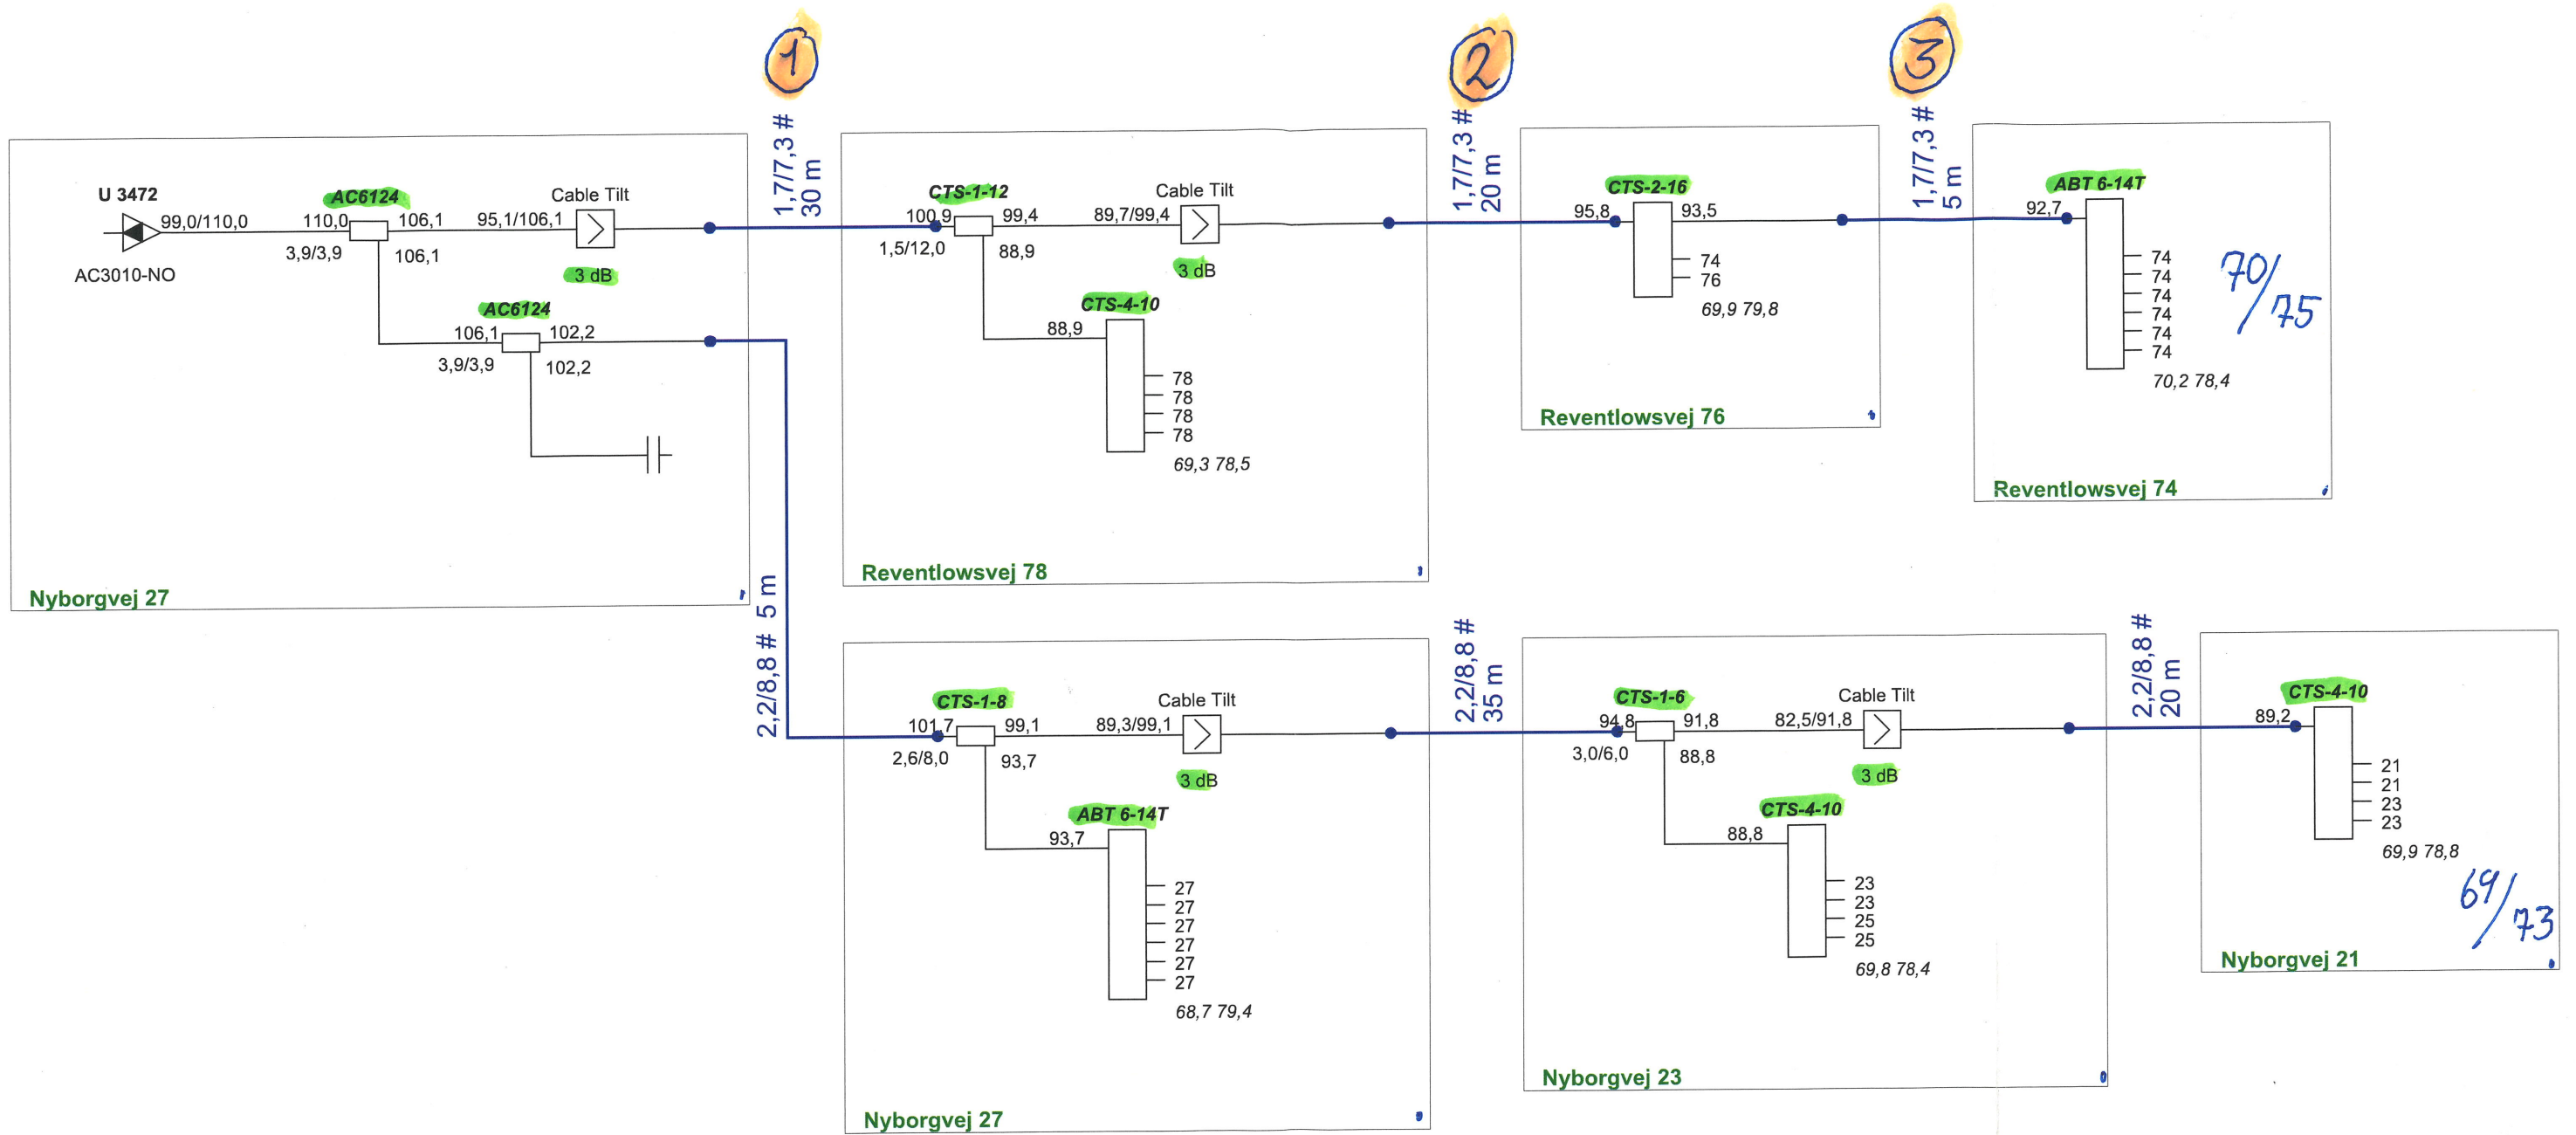 1
2
3
1,7/7,3 #
30 m
1,7/7,3 #
20 m
1,7/7,3 #
5 m
U 3472
99,0/110,0
AC3010-NO
AC6124
110,0
106,1
3,9/3,9
106,1
95,1/106,1
Cable Tilt
3 dB
AC6124
106,1
102,2
3,9/3,9
102,2
Nyborgvej 27
CTS-1-12
100,9
99,4
1,5/12,0
88,9
89,7/99,4
Cable Tilt
3 dB
CTS-4-10
88,9
78
78
78
78
69,3 78,5
Reventlowsvej 78
CTS-2-16
95,8
93,5
74
76
69,9 79,8
Reventlowsvej 76
ABT 6-14T
92,7
74
74
74
74
74
74
70,2 78,4
70/75
Reventlowsvej 74
2,2/8,8 # 5 m
CTS-1-8
101,7
99,1
2,6/8,0
93,7
89,3/99,1
Cable Tilt
3 dB
ABT 6-14T
93,7
27
27
27
27
27
27
68,7 79,4
Nyborgvej 27
2,2/8,8 #
35 m
CTS-1-6
94,8
91,8
3,0/6,0
88,8
82,5/91,8
Cable Tilt
3 dB
CTS-4-10
88,8
23
23
25
25
69,8 78,4
Nyborgvej 23
2,2/8,8 #
20 m
CTS-4-10
89,2
21
21
23
23
69,9 78,8
69/73
Nyborgvej 21